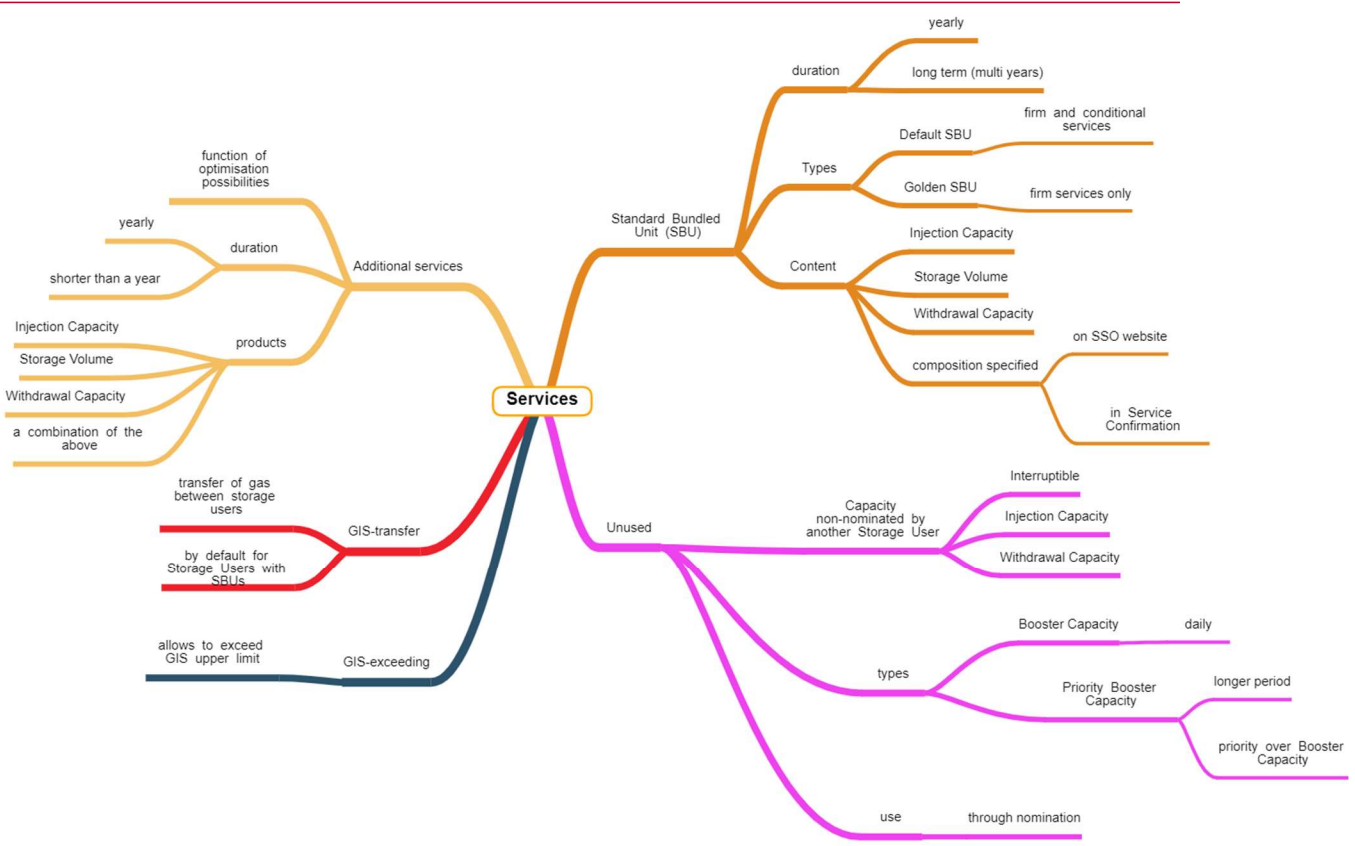 Services
Standard Bundled
Unit (SBU)
duration
yearly
long term (multi years)
Types
Default SBU
firm and conditional
services
Golden SBU
firm services only
Content
Injection Capacity
Storage Volume
Withdrawal Capacity
composition specified
on SSO website
in Service
Confirmation
Unused
Capacity
non-nominated by
another Storage User
Interruptible
Injection Capacity
Withdrawal Capacity
types
Booster Capacity
daily
Priority Booster
Capacity
longer period
priority over Booster
Capacity
use
through nomination
Additional services
function of
optimisation
possibilities
duration
yearly
shorter than a year
products
Injection Capacity
Storage Volume
Withdrawal Capacity
a combination of the
above
GIS-transfer
transfer of gas
between storage
users
by default for
Storage Users with
SBUs
GIS-exceeding
allows to exceed
GIS upper limit